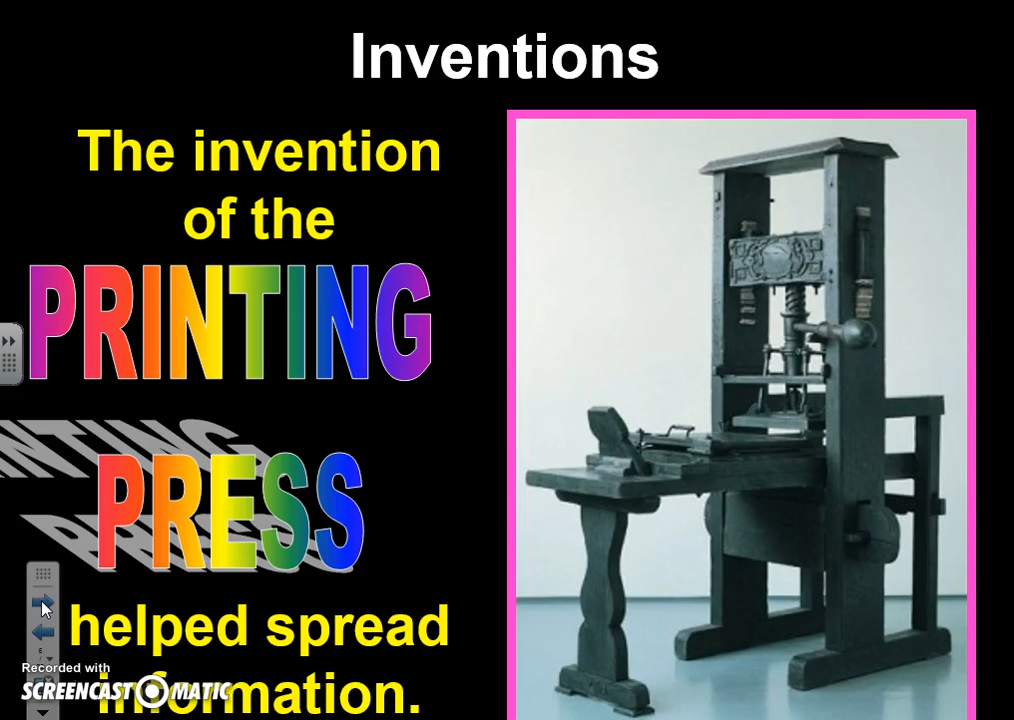 Inventions
The invention
of the
PRINTING
PRESS
helped spread
information.
Recorded with
SCREENCAST O MATIC